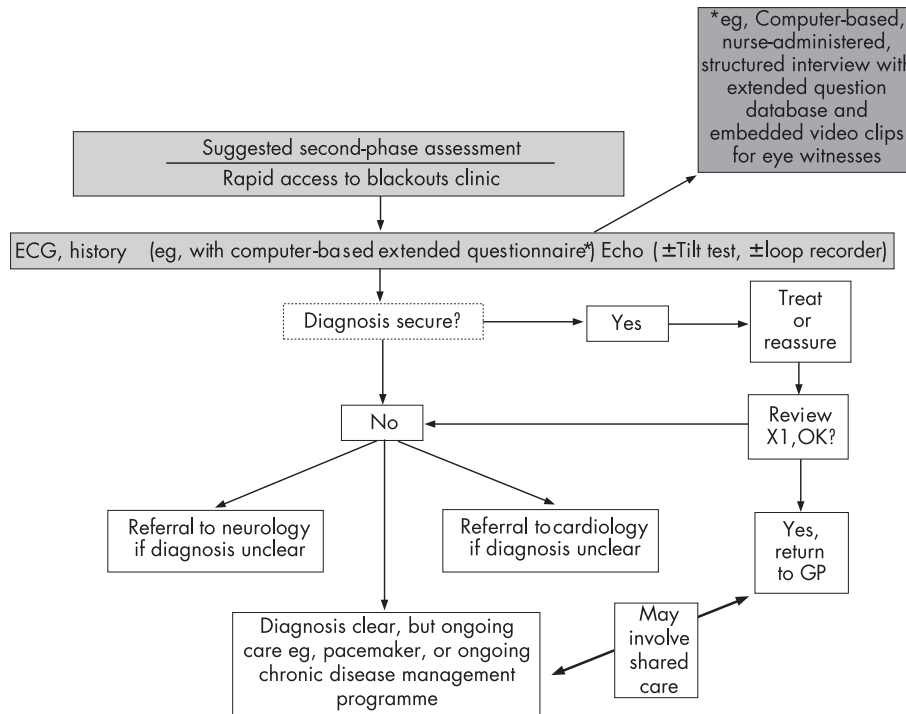 *eg, Computer-based,
nurse-administered,
structured interview with
extended question
database and
embedded video clips
for eye witnesses
Suggested second-phase assessment
Rapid access to blackouts clinic
ECG, history (eg, with computer-based extended questionnaire*) Echo (±Tilt test, ±loop recorder)
Diagnosis secure?
Yes
Treat
or
reassure
No
Review
X1,OK?
Referral to neurology
if diagnosis unclear
Referral to cardiology
if diagnosis unclear
Yes,
return
to GP
Diagnosis clear, but ongoing
care eg, pacemaker, or ongoing
chronic disease management
programme
May
involve
shared
care